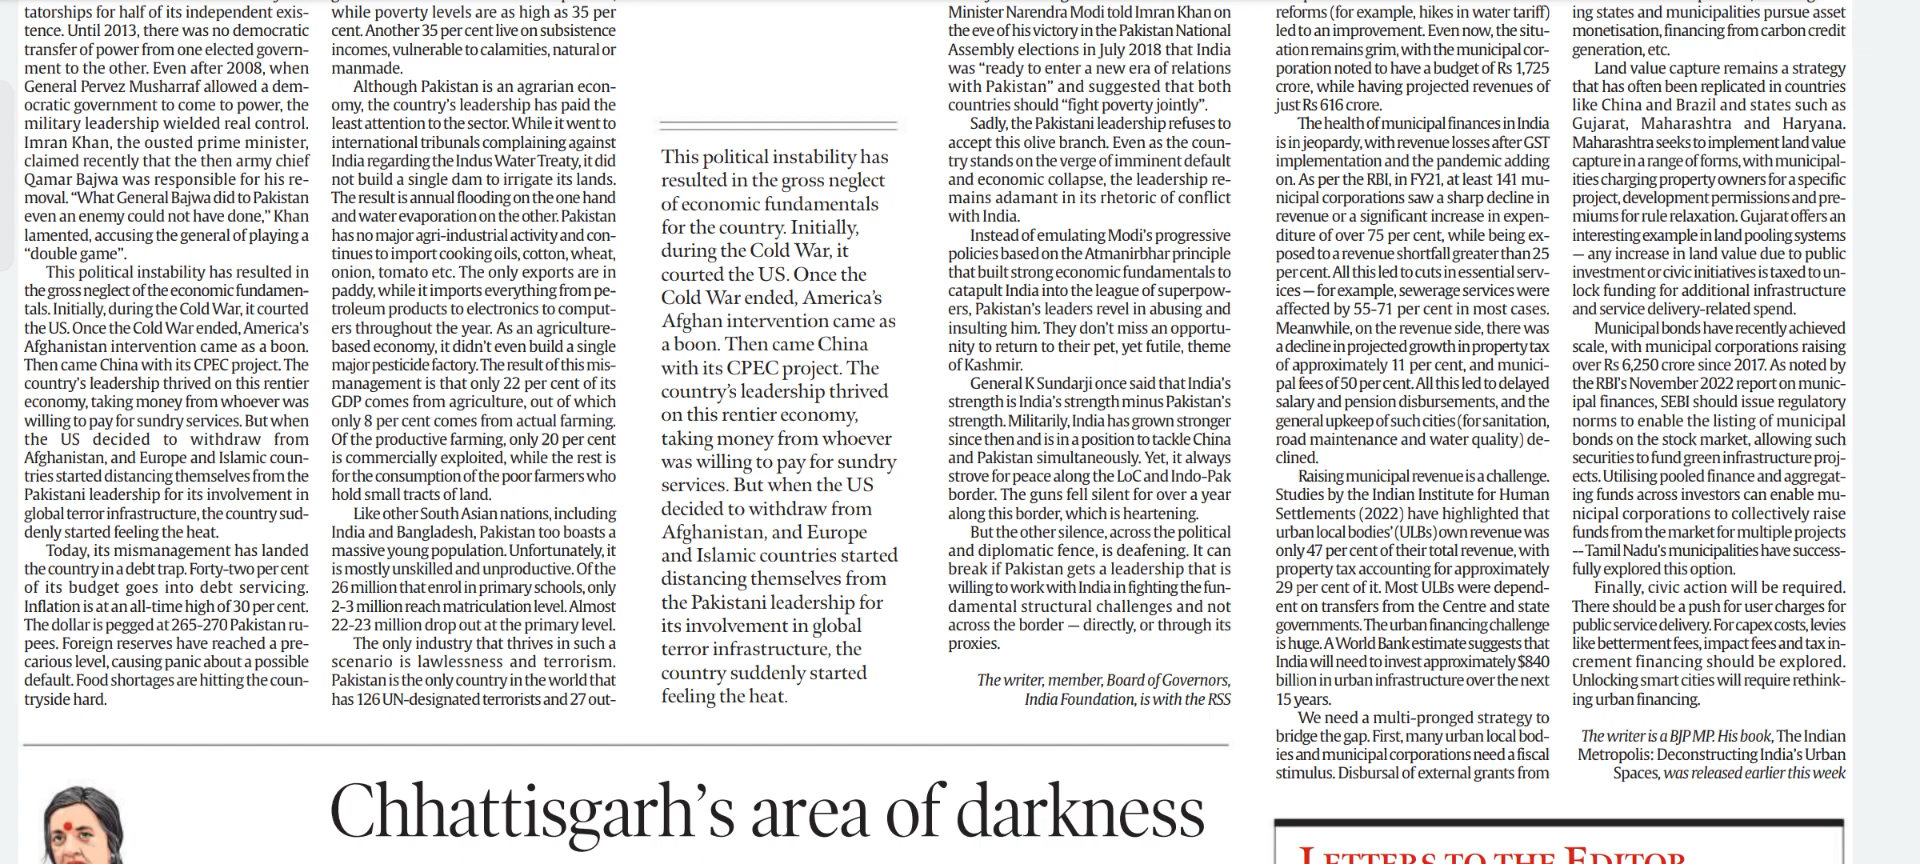 tatorships for half of its independent exis-
tence. Until 2013, there was no democratic
transfer of power from one elected govern-
ment to the other. Even after 2008, when
General Pervez Musharraf allowed a dem-
ocratic government to come to power, the
military leadership wielded real control.
Imran Khan, the ousted prime minister,
claimed recently that the then army chief
Qamar Bajwa was responsible for his re-
moval. “What General Bajwa did to Pakistan
even an enemy could not have done,” Khan
lamented, accusing the general of playing a
“double game”.
This political instability has resulted in
the gross neglect of the economic fundamen-
tals. Initially, during the Cold War, it courted
the US. Once the Cold War ended, America’s
Afghanistan intervention came as a boon.
Then came China with its CPEC project. The
country’s leadership thrived on this rentier
economy, taking money from whoever was
willing to pay for sundry services. But when
the US decided to withdraw from
Afghanistan, and Europe and Islamic coun-
tries started distancing themselves from the
Pakistani leadership for its involvement in
global terror infrastructure, the country sud-
denly started feeling the heat.
Today, its mismanagement has landed
the country in a debt trap. Forty-two per cent
of its budget goes into debt servicing.
Inflation is at an all-time high of 30 per cent.
The dollar is pegged at 265-270 Pakistan ru-
pees. Foreign reserves have reached a pre-
carious level, causing panic about a possible
default. Food shortages are hitting the coun-
tryside hard.
while poverty levels are as high as 35 per
cent. Another 35 per cent live on subsistence
incomes, vulnerable to calamities, natural or
manmade.
Although Pakistan is an agrarian econ-
omy, the country’s leadership has paid the
least attention to the sector. While it went to
international tribunals complaining against
India regarding the Indus Water Treaty, it did
not build a single dam to irrigate its lands.
The result is annual flooding on the one hand
and water evaporation on the other. Pakistan
has no major agri-industrial activity and con-
tinues to import cooking oils, cotton, wheat,
onion, tomato etc. The only exports are in
paddy, while it imports everything from pe-
troleum products to electronics to comput-
ers throughout the year. As an agriculture-
based economy, it didn’t even build a single
major pesticide factory. The result of this mis-
management is that only 22 per cent of its
GDP comes from agriculture, out of which
only 8 per cent comes from actual farming.
Of the productive farming, only 20 per cent
is commercially exploited, while the rest is
for the consumption of the poor farmers who
hold small tracts of land.
Like other South Asian nations, including
India and Bangladesh, Pakistan too boasts a
massive young population. Unfortunately, it
is mostly unskilled and unproductive. Of the
26 million that enrol in primary schools, only
2-3 million reach matriculation level. Almost
22-23 million drop out at the primary level.
The only industry that thrives in such a
scenario is lawlessness and terrorism.
Pakistan is the only country in the world that
has 126 UN-designated terrorists and 27 out-
This political instability has
resulted in the gross neglect
of economic fundamentals
for the country. Initially,
during the Cold War, it
courted the US. Once the
Cold War ended, America’s
Afghan intervention came as
a boon. Then came China
with its CPEC project. The
country’s leadership thrived
on this rentier economy,
taking money from whoever
was willing to pay for sundry
services. But when the US
decided to withdraw from
Afghanistan, and Europe
and Islamic countries started
distancing themselves from
the Pakistani leadership for
its involvement in global
terror infrastructure, the
country suddenly started
feeling the heat.
Minister Narendra Modi told Imran Khan on
the eve of his victory in the Pakistan National
Assembly elections in July 2018 that India
was “ready to enter a new era of relations
with Pakistan” and suggested that both
countries should “fight poverty jointly”.
Sadly, the Pakistani leadership refuses to
accept this olive branch. Even as the coun-
try stands on the verge of imminent default
and economic collapse, the leadership re-
mains adamant in its rhetoric of conflict
with India.
Instead of emulating Modi’s progressive
policies based on the Atmanirbhar principle
that built strong economic fundamentals to
catapult India into the league of superpow-
ers, Pakistan’s leaders revel in abusing and
insulting him. They don’t miss an opportu-
nity to return to their pet, yet futile, theme
of Kashmir.
General K Sundarji once said that India’s
strength is India’s strength minus Pakistan’s
strength. Militarily, India has grown stronger
since then and is in a position to tackle China
and Pakistan simultaneously. Yet, it always
strove for peace along the LoC and Indo-Pak
border. The guns fell silent for over a year
along this border, which is heartening.
But the other silence, across the political
and diplomatic fence, is deafening. It can
break if Pakistan gets a leadership that is
willing to work with India in fighting the fun-
damental structural challenges and not
across the border — directly, or through its
proxies.
The writer, member, Board of Governors,
India Foundation, is with the RSS
reforms (for example, hikes in water tariff)
led to an improvement. Even now, the situ-
ation remains grim, with the municipal cor-
poration noted to have a budget of Rs 1,725
crore, while having projected revenues of
just Rs 616 crore.
The health of municipal finances in India
is in jeopardy, with revenue losses after GST
implementation and the pandemic adding
on. As per the RBI, in FY21, at least 141 mu-
nicipal corporations saw a sharp decline in
revenue or a significant increase in expen-
diture of over 75 per cent, while being ex-
posed to a revenue shortfall greater than 25
per cent. All this led to cuts in essential serv-
ices — for example, sewerage services were
affected by 55-71 per cent in most cases.
Meanwhile, on the revenue side, there was
a decline in projected growth in property tax
of approximately 11 per cent, and munici-
pal fees of 50 per cent. All this led to delayed
salary and pension disbursements, and the
general upkeep of such cities (for sanitation,
road maintenance and water quality) de-
clined.
Raising municipal revenue is a challenge.
Studies by the Indian Institute for Human
Settlements (2022) have highlighted that
urban local bodies’ (ULBs) own revenue was
only 47 per cent of their total revenue, with
property tax accounting for approximately
29 per cent of it. Most ULBs were depend-
ent on transfers from the Centre and state
governments. The urban financing challenge
is huge. A World Bank estimate suggests that
India will need to invest approximately $840
billion in urban infrastructure over the next
15 years.
We need a multi-pronged strategy to
bridge the gap. First, many urban local bod-
ies and municipal corporations need a fiscal
stimulus. Disbursal of external grants from
ing states and municipalities pursue asset
monetisation, financing from carbon credit
generation, etc.
Land value capture remains a strategy
that has often been replicated in countries
like China and Brazil and states such as
Gujarat, Maharashtra and Haryana.
Maharashtra seeks to implement land value
capture in a range of forms, with municipal-
ities charging property owners for a specific
project, development permissions and pre-
miums for rule relaxation. Gujarat offers an
interesting example in land pooling systems
— any increase in land value due to public
investment or civic initiatives is taxed to un-
lock funding for additional infrastructure
and service delivery-related spend.
Municipal bonds have recently achieved
scale, with municipal corporations raising
over Rs 6,250 crore since 2017. As noted by
the RBI’s November 2022 report on munic-
ipal finances, SEBI should issue regulatory
norms to enable the listing of municipal
bonds on the stock market, allowing such
securities to fund green infrastructure proj-
ects. Utilising pooled finance and aggregat-
ing funds across investors can enable mu-
nicipal corporations to collectively raise
funds from the market for multiple projects
-- Tamil Nadu’s municipalities have success-
fully explored this option.
Finally, civic action will be required.
There should be a push for user charges for
public service delivery. For capex costs, levies
like betterment fees, impact fees and tax in-
crement financing should be explored.
Unlocking smart cities will require rethink-
ing urban financing.
The writer is a BJP MP. His book, The Indian
Metropolis: Deconstructing India’s Urban
Spaces, was released earlier this week
Chhattisgarh’s area of darkness
LETTERS TO THE EDITOR